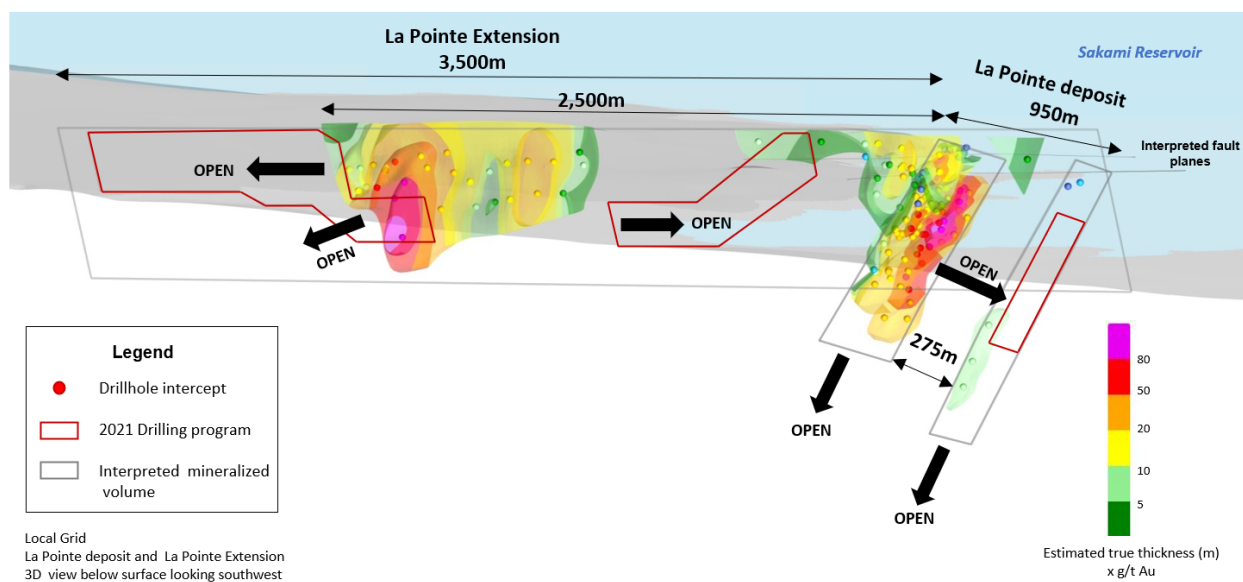 La Pointe Extension
3,500m
Sakami Reservoir
La Pointe deposit
950m
2,500m
Interpreted fault
planes
OPEN
OPEN
OPEN
OPEN
275m
OPEN
OPEN
Legend
Drillhole intercept
2021 Drilling program
Interpreted mineralized
volume
80
50
20
10
5
Estimated true thickness (m)
x g/t Au
Local Grid
La Pointe deposit and La Pointe Extension
3D view below surface looking southwest